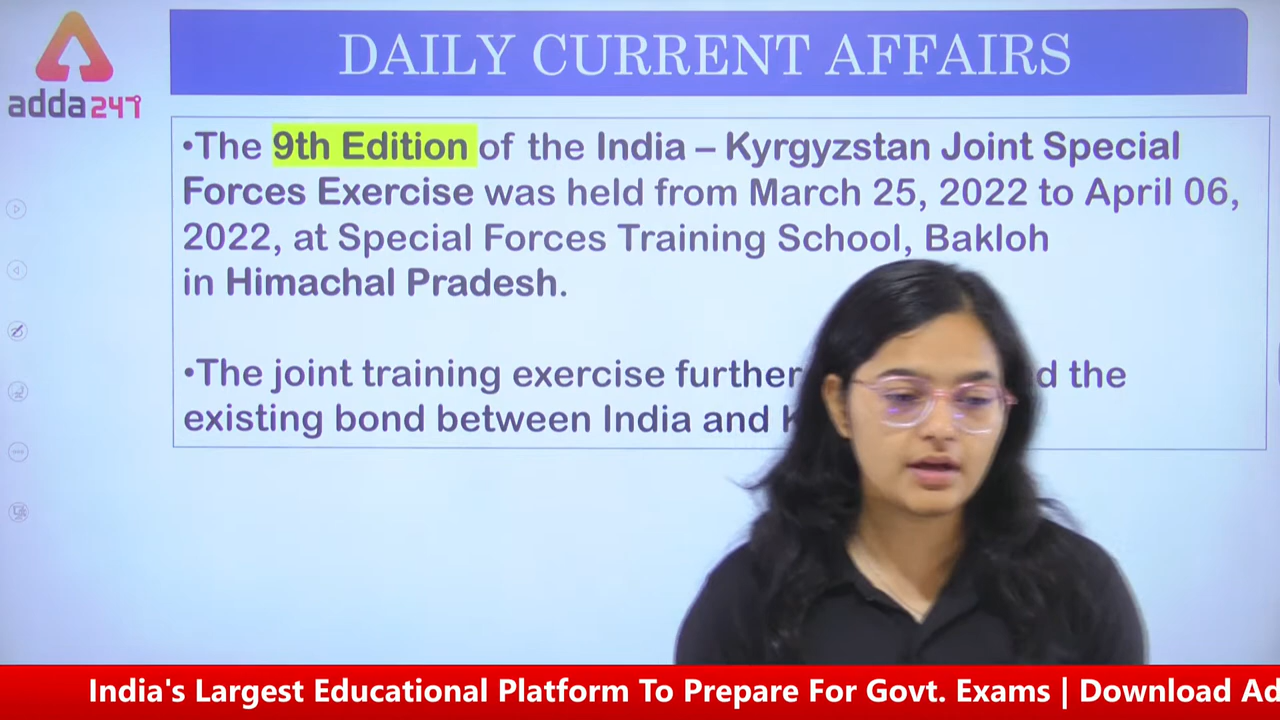 DAILY CURRENT AFFAIRS
adda247
•The 9th Edition of the India – Kyrgyzstan Joint Special
Forces Exercise was held from March 25, 2022 to April 06,
2022, at Special Forces Training School, Bakloh
in Himachal Pradesh.
•The joint training exercise further d the
existing bond between India and K
India's Largest Educational Platform To Prepare For Govt. Exams | Download Ad